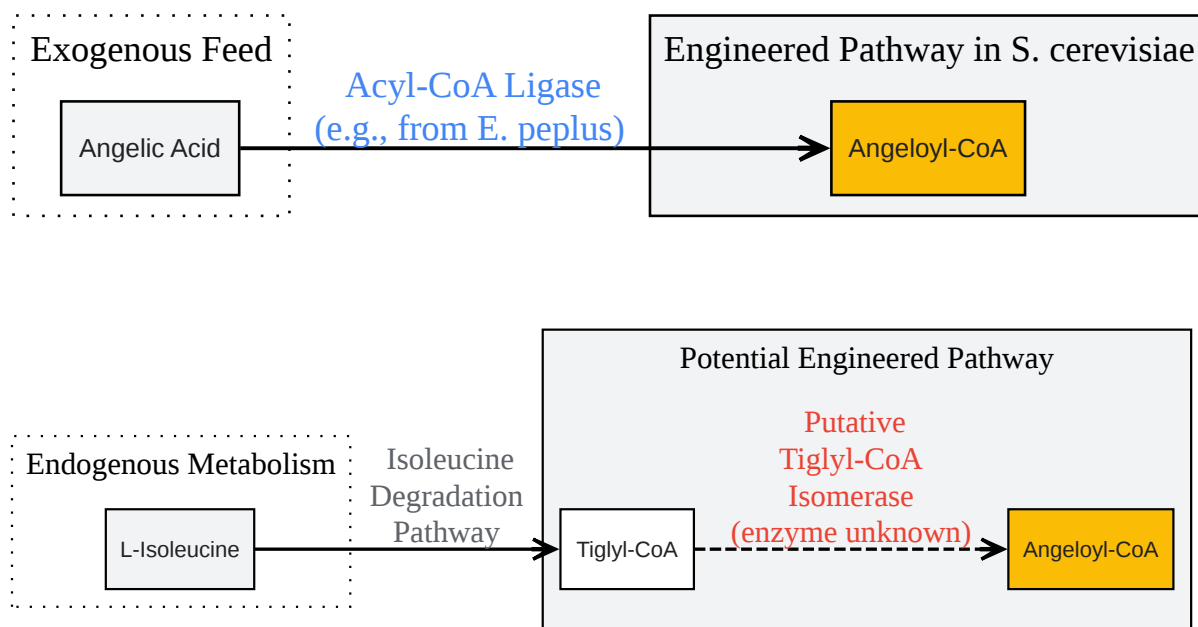 Exogenous Feed
Engineered Pathway in S. cerevisiae
Acyl-CoA Ligase
(e.g., from E. peplus)
Angelic Acid
Angeloyl-CoA
Potential Engineered Pathway
Endogenous Metabolism
Isoleucine
Degradation
Pathway
Putative
Tiglyl-CoA
Isomerase
(enzyme unknown)
L-Isoleucine
Tiglyl-CoA
Angeloyl-CoA